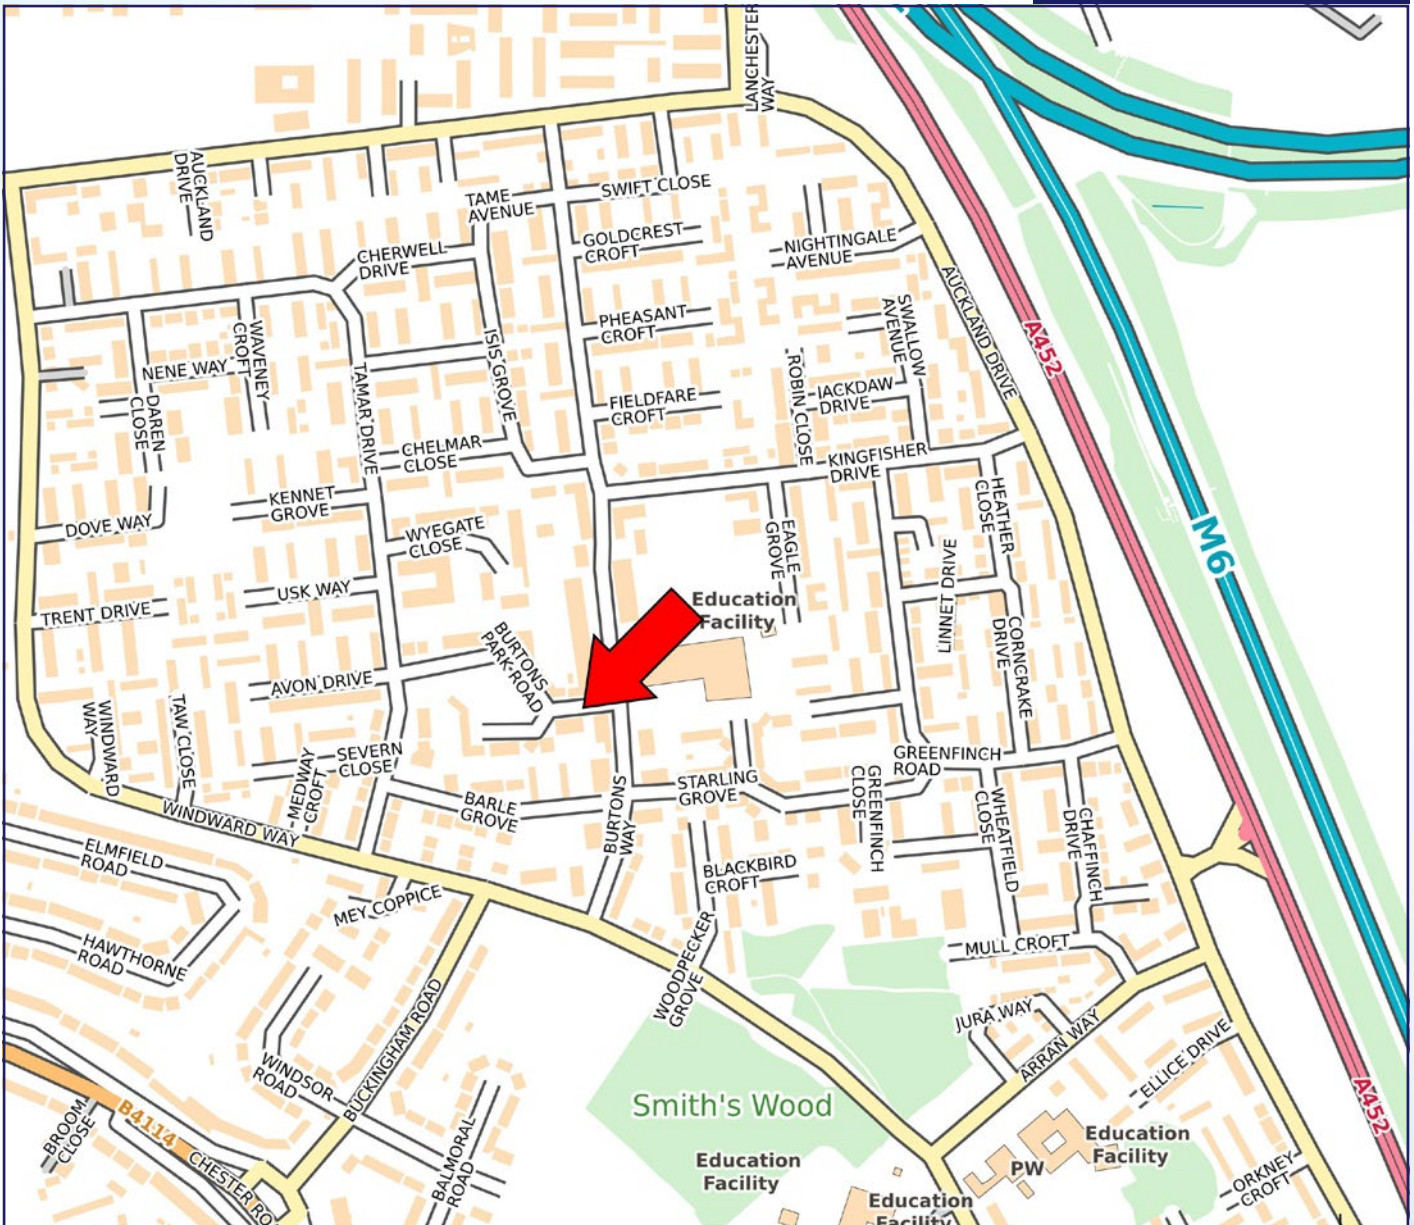 LANCHESTER
WAY
AUCKLAND
DRIVE
TAME
AVENUE
SWIFT CLOSE
CHERWELL
DRIVE
GOLDCREST
CROFT
NIGHTINGALE
AVENUE
AUCKLAND DRIVE
A452
PHEASANT
CROFT
SWALLOW
AVENUE
WAVENEY
CROFT
NENE WAY
ISIS GROVE
TAMAR DRIVE
ROBIN CLOSE
JACKDAW
DRIVE
DAREN
CLOSE
FIELDFARE
CROFT
CHELMAR
CLOSE
KINGFISHER
DRIVE
KENNET
GROVE
DOVE WAY
WYEGATE
CLOSE
EAGLE
GROVE
HEATHER
CLOSE
M6
LINNET DRIVE
USK WAY
TRENT DRIVE
Education
Facility
CORNCRAKE
DRIVE
BURTONS
PARK ROAD
AVON DRIVE
WINDWARD
WAY
TAW CLOSE
MEDWAY
CROFT
SEVERN
CLOSE
GREENFINCH
ROAD
BARLE
GROVE
BURTONS
WAY
STARLING
GROVE
GREENFINCH
CLOSE
WHEATFIELD
CLOSE
CHAFFINCH
DRIVE
WINDWARD WAY
ELMFIELD
ROAD
BLACKBIRD
CROFT
MEY COPPICE
HAWTHORNE
ROAD
WOODPECKER
GROVE
MULL CROFT
JURA WAY
ARRAN WAY
ELLICE DRIVE
BUCKINGHAM ROAD
WINDSOR
ROAD
Smith's Wood
A452
B4114
BROOM
CLOSE
CHESTER RO
BALMORAL
ROAD
Education
Facility
PW
Education
Facility
Education
Facility
ORKNEY
CROFT